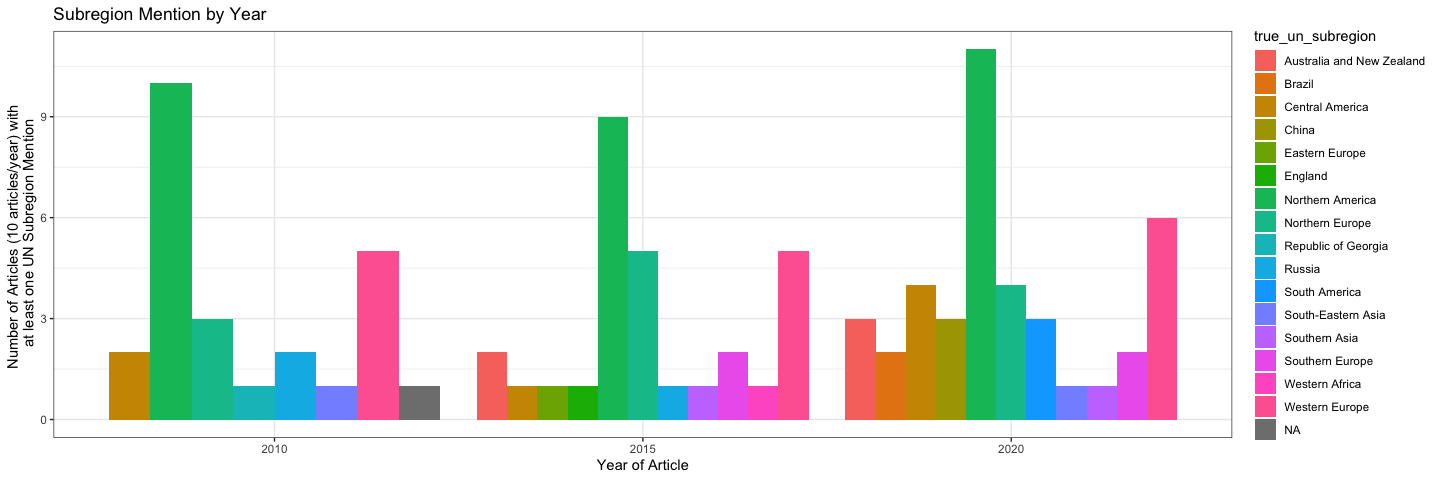 Subregion Mention by Year
Number of Articles (10 articles/year) with
at least one UN Subregion Mention
9
6
3
0
2010
2015
2020
Year of Article
true_un_subregion
Australia and New Zealand
Brazil
Central America
China
Eastern Europe
England
Northern America
Northern Europe
Republic of Georgia
Russia
South America
South-Eastern Asia
Southern Asia
Southern Europe
Western Africa
Western Europe
NA